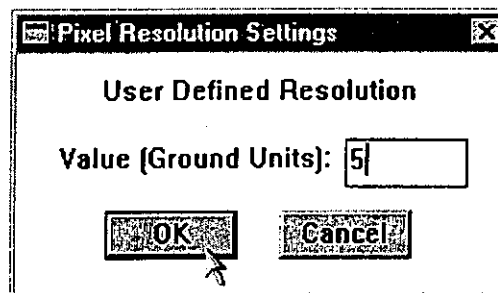 Pixel Resolution Settings
User Defined Resolution
Value (Ground Units): 5
OK Cancel